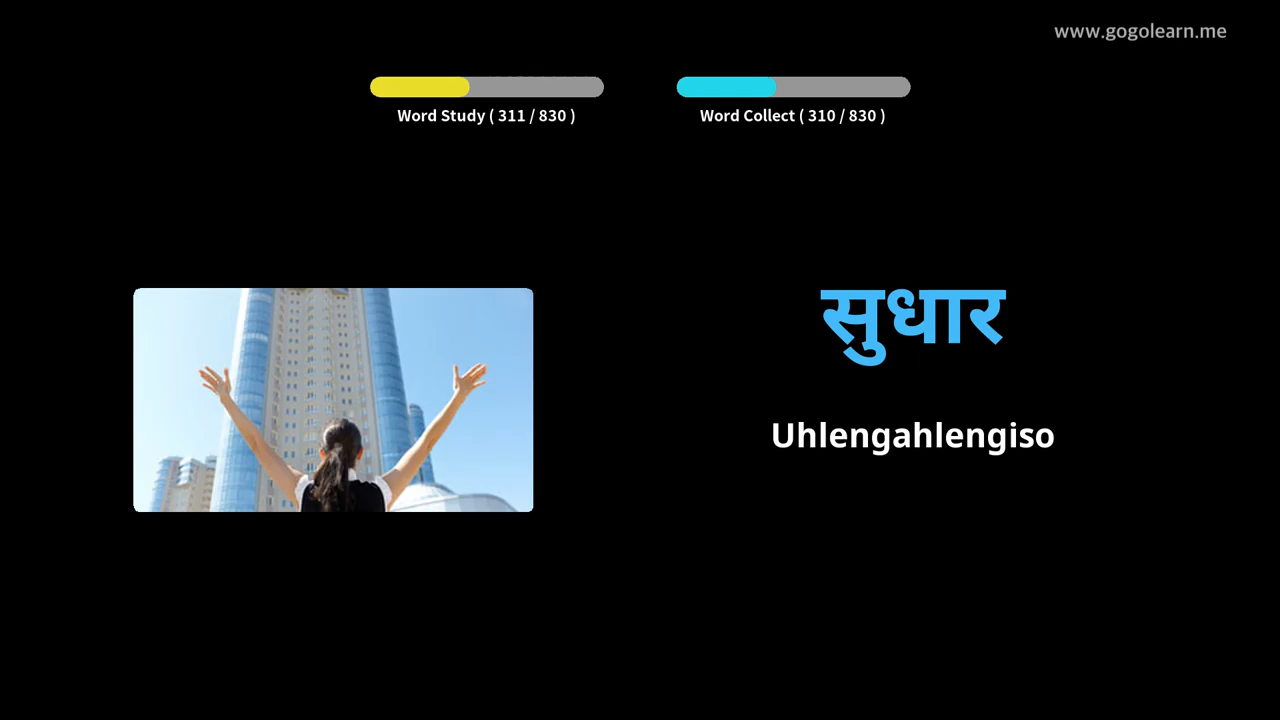 www.gogolearn.me
Word Study ( 311 / 830 )
Word Collect ( 310 / 830 )
सुधार
Uhlengahlengiso